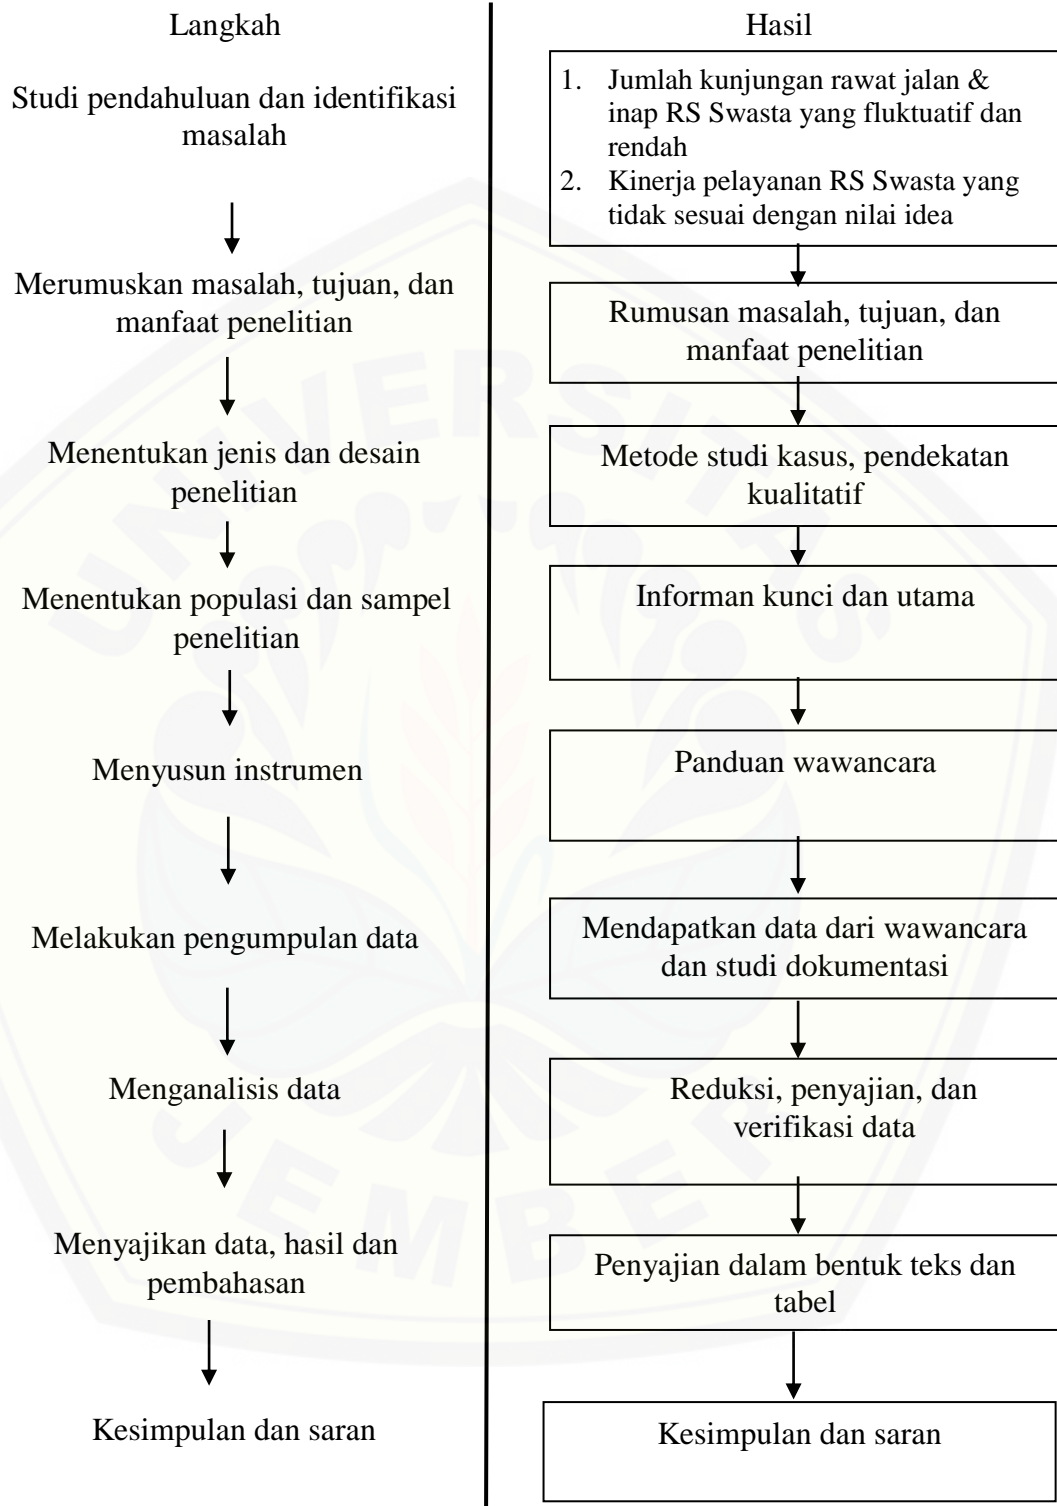 Langkah
Hasil
Studi pendahuluan dan identifikasi
masalah
1. Jumlah kunjungan rawat jalan &
inap RS Swasta yang fluktuatif dan
rendah
2. Kinerja pelayanan RS Swasta yang
tidak sesuai dengan nilai idea
Merumuskan masalah, tujuan, dan
manfaat penelitian
Rumusan masalah, tujuan, dan
manfaat penelitian
Menentukan jenis dan desain
penelitian
Metode studi kasus, pendekatan
kualitatif
Menentukan populasi dan sampel
penelitian
Informan kunci dan utama
Menyusun instrumen
Panduan wawancara
Melakukan pengumpulan data
Mendapatkan data dari wawancara
dan studi dokumentasi
Menganalisis data
Reduksi, penyajian, dan
verifikasi data
Menyajikan data, hasil dan
pembahasan
Penyajian dalam bentuk teks dan
tabel
Kesimpulan dan saran
Kesimpulan dan saran
UNIVERSITAS
JEMBER